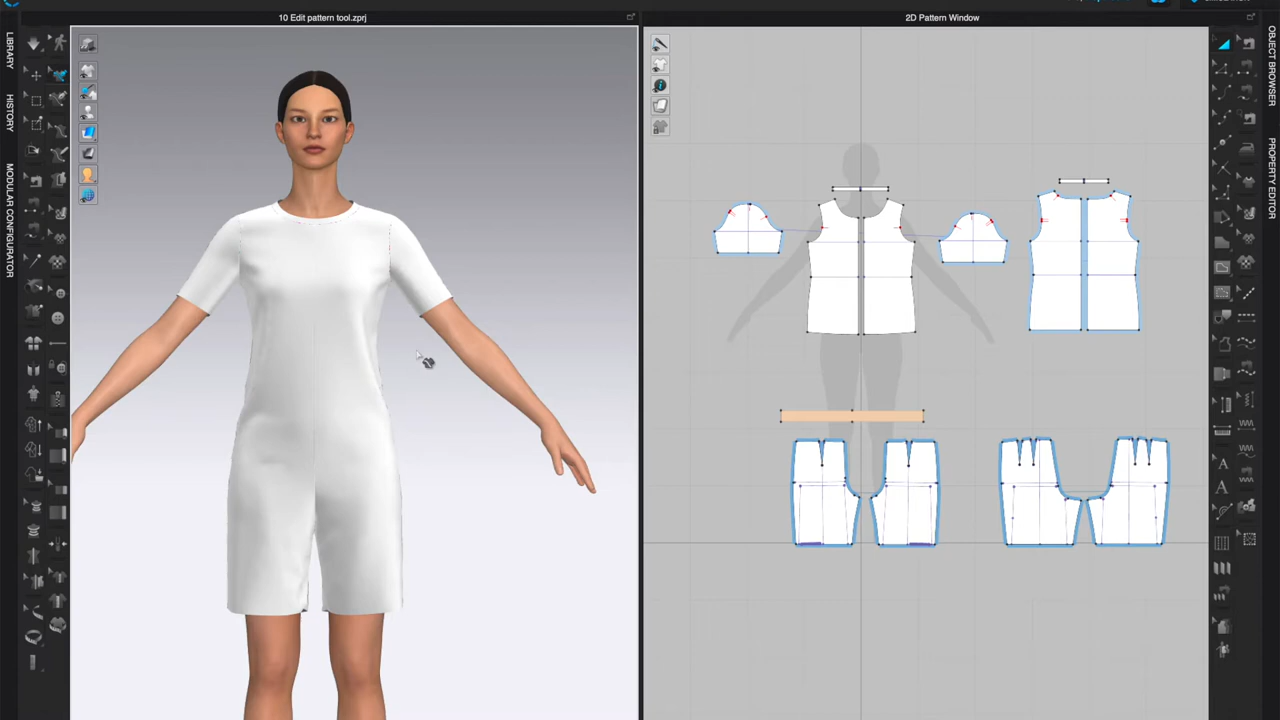 10 Edit pattern tool.zprj
2D Pattern Window
LIBRARY
HISTORY
MODULAR CONFIGURATOR
OBJECT BROWSER
PROPERTY EDITOR
A
A